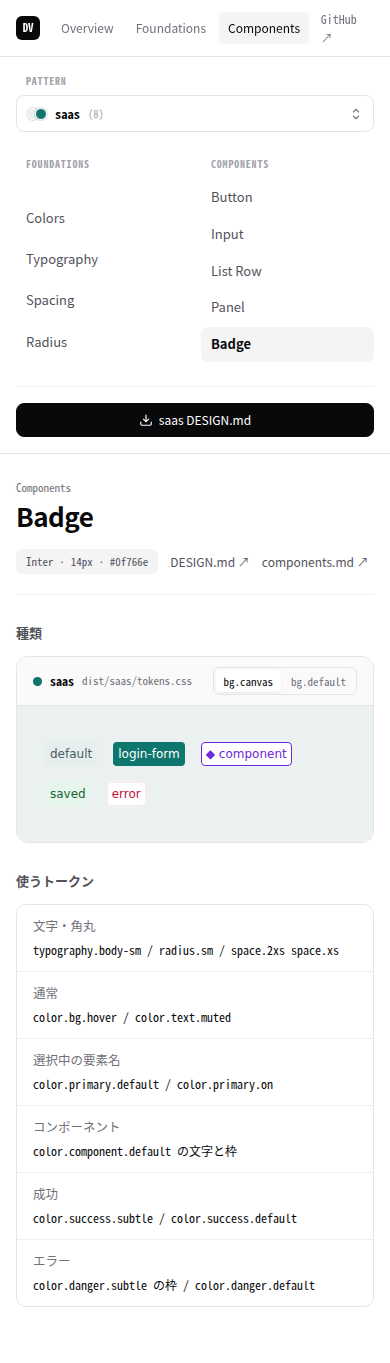 DV Overview Foundations Components GitHub ↗
PATTERN
saas (8)
FOUNDATIONS
Colors
Typography
Spacing
Radius
COMPONENTS
Button
Input
List Row
Panel
Badge
saas DESIGN.md
Components
Badge
Inter · 14px · #0f766e DESIGN.md ↗ components.md ↗
種類
saas dist/saas/tokens.css bg.canvas bg.default
default login-form ◆ component
saved error
使うトークン
文字・角丸
typography.body-sm / radius.sm / space.2xs space.xs
通常
color.bg.hover / color.text.muted
選択中の要素名
color.primary.default / color.primary.on
コンポーネント
color.component.default の文字と枠
成功
color.success.subtle / color.success.default
エラー
color.danger.subtle の枠 / color.danger.default